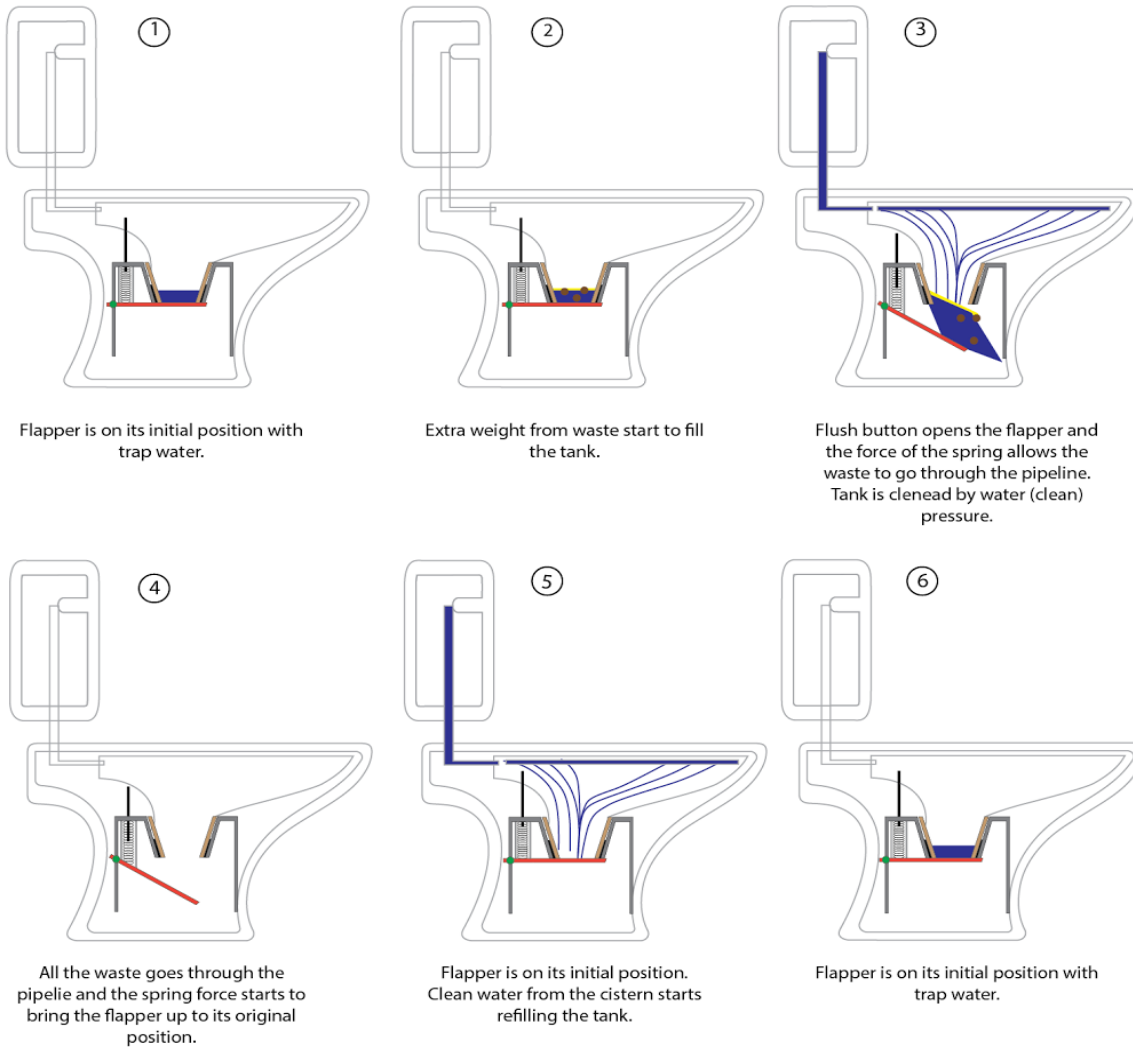 1
2
3
Flapper is on its initial position with
trap water.
Extra weight from waste start to fill
the tank.
Flush button opens the flapper and
the force of the spring allows the
waste to go through the pipeline.
Tank is clenead by water (clean)
pressure.
4
5
6
All the waste goes through the
pipelie and the spring force starts to
bring the flapper up to its original
position.
Flapper is on its initial position.
Clean water from the cistern starts
refilling the tank.
Flapper is on its initial position with
trap water.